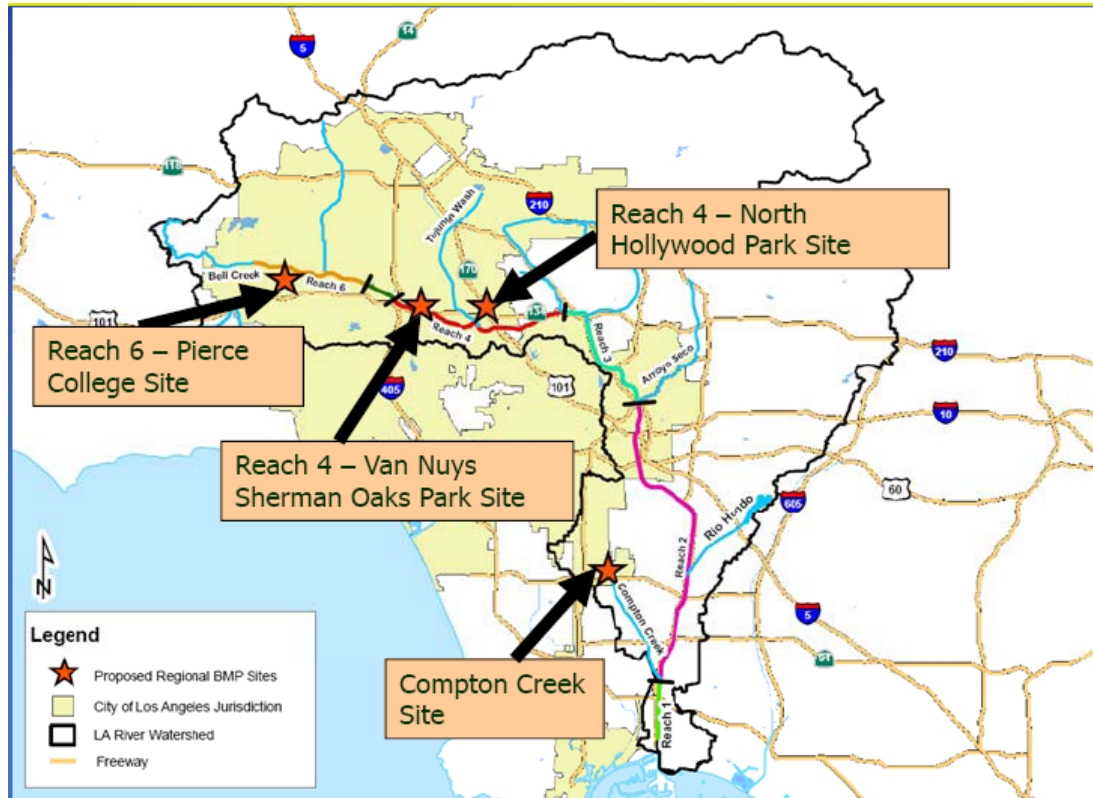 5
14
118
210
Reach 4 – North
Hollywood Park Site
Tujunga Wash
170
Bell Creek
Reach 6
134
101
Reach 4
Reach 3
Reach 6 – Pierce
College Site
Arroyo Seco
210
405
101
10
Reach 4 – Van Nuys
Sherman Oaks Park Site
60
605
Rio Hondo
Reach 2
N
Compton Creek
5
Legend
Proposed Regional BMP Sites
City of Los Angeles Jurisdiction
LA River Watershed
Freeway
Compton Creek
Site
Reach 1